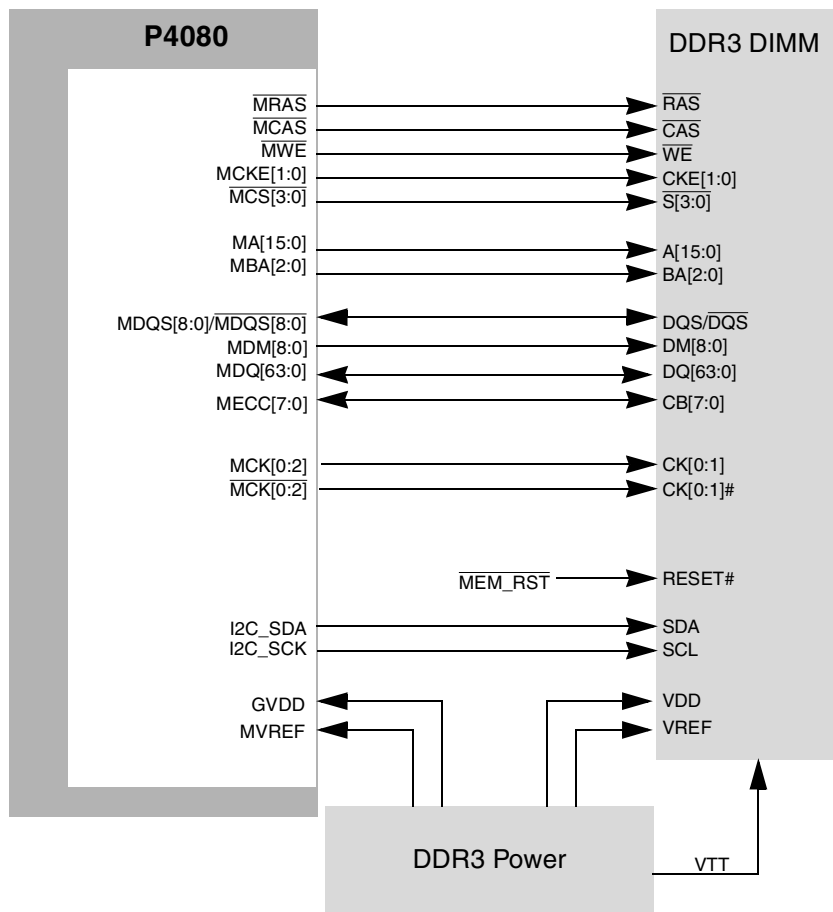 P4080
DDR3 DIMM
MRAS RAS
MCAS CAS
MWE WE
MCKE[1:0] CKE[1:0]
MCS[3:0] S[3:0]
MA[15:0] A[15:0]
MBA[2:0] BA[2:0]
MDQS[8:0]/MDQS[8:0] DQS/DQS
MDM[8:0] DM[8:0]
MDQ[63:0] DQ[63:0]
MECC[7:0] CB[7:0]
MCK[0:2] CK[0:1]
MCK[0:2] CK[0:1]#
MEM_RST RESET#
I2C_SDA SDA
I2C_SCK SCL
GVDD VDD
MVREF VREF
DDR3 Power
VTT